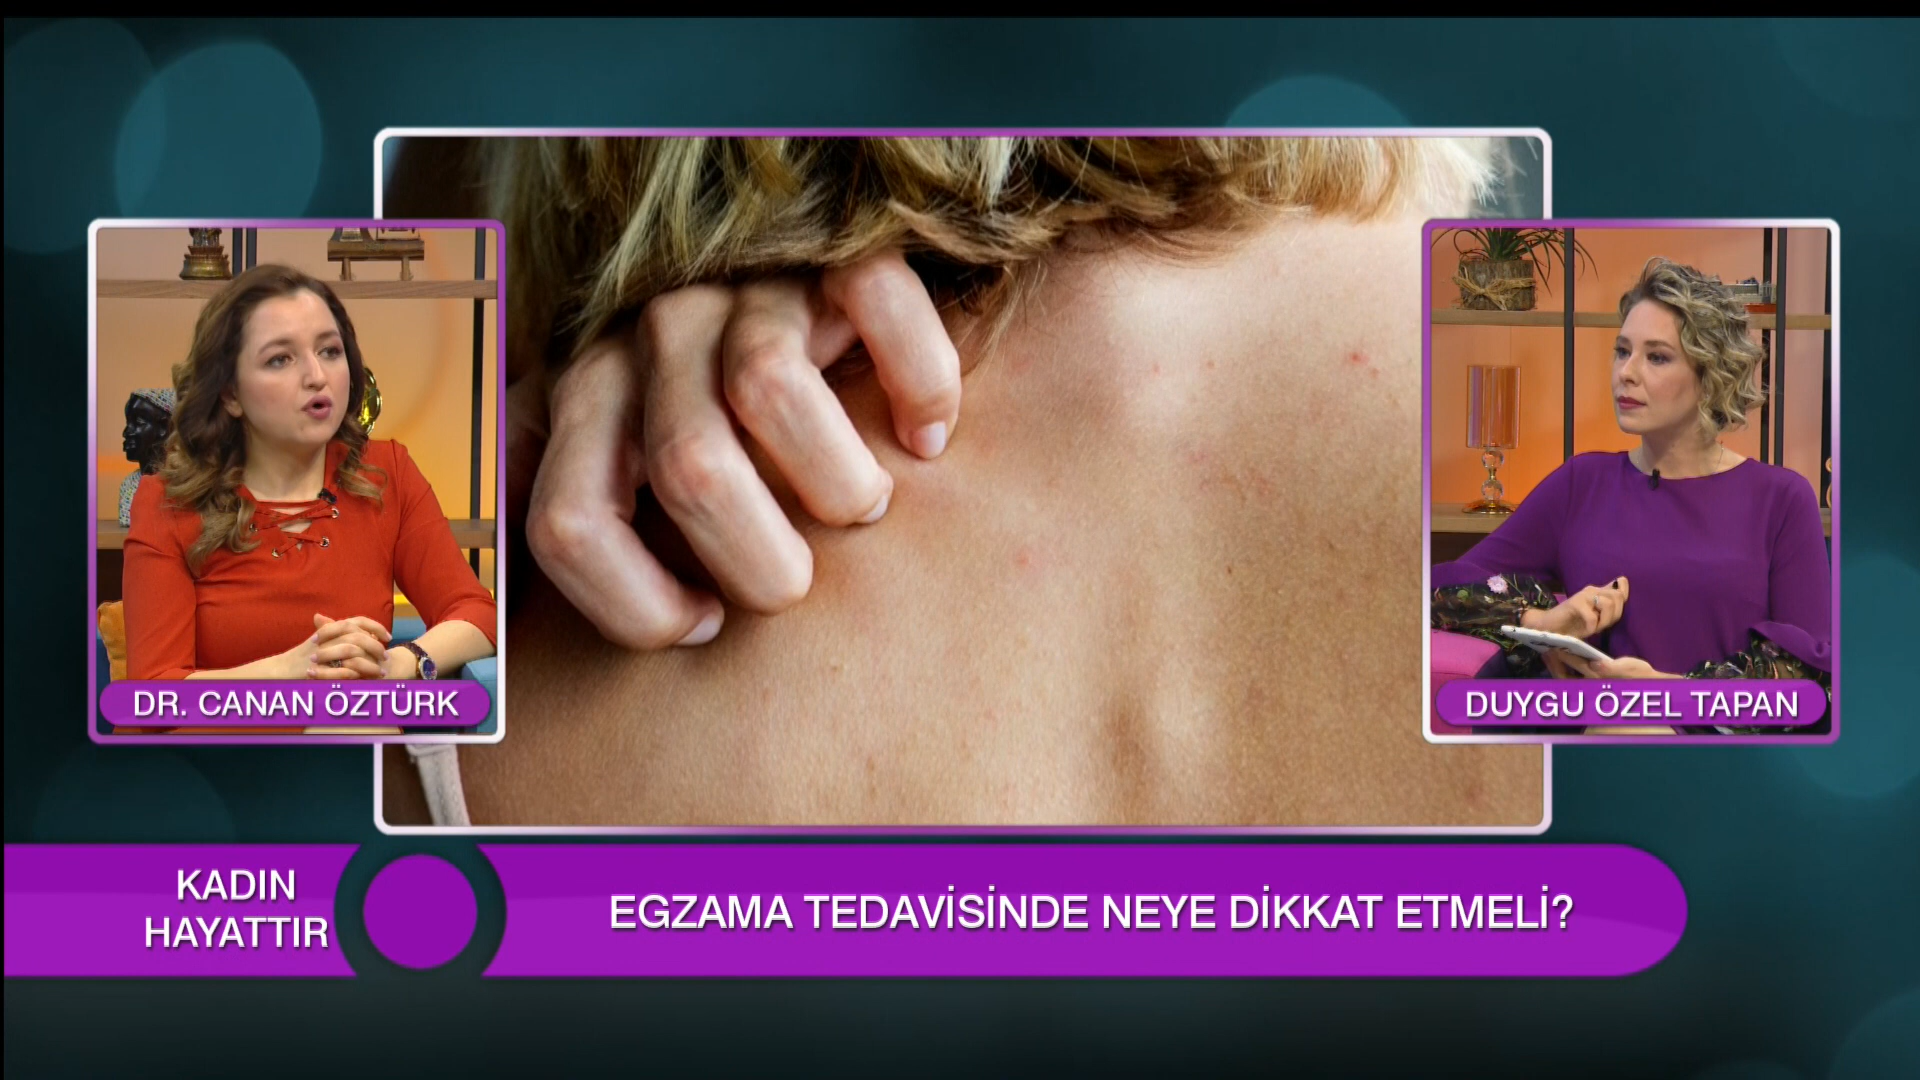 DR. CANAN ÖZTÜRK
DUYGU ÖZEL TAPAN
KADIN
HAYATTIR
EGZAMA TEDAVİSİNDE NEYE DİKKAT ETMELİ?